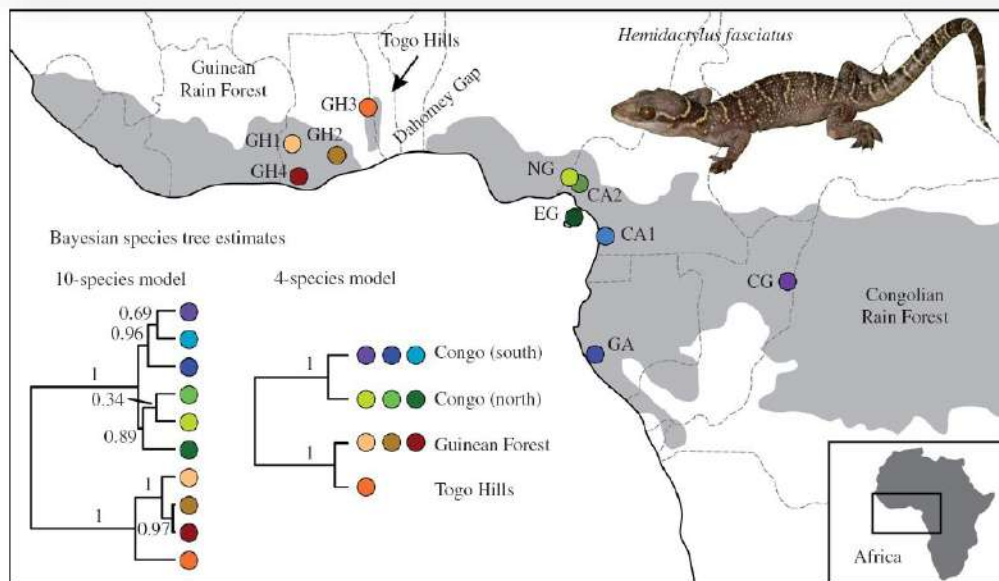 Togo Hills
Hemidactylus fasciatus
Guinean
Rain Forest
Dahomey Gap
GH3
GH1
GH2
GH4
NG
CA2
EG
CA1
CG
Congolian
Rain Forest
GA
Bayesian species tree estimates
10-species model
4-species model
0.69
0.96
1
0.34
0.89
1
1
0.97
1
Congo (south)
Congo (north)
1
Guinean Forest
Togo Hills
Africa